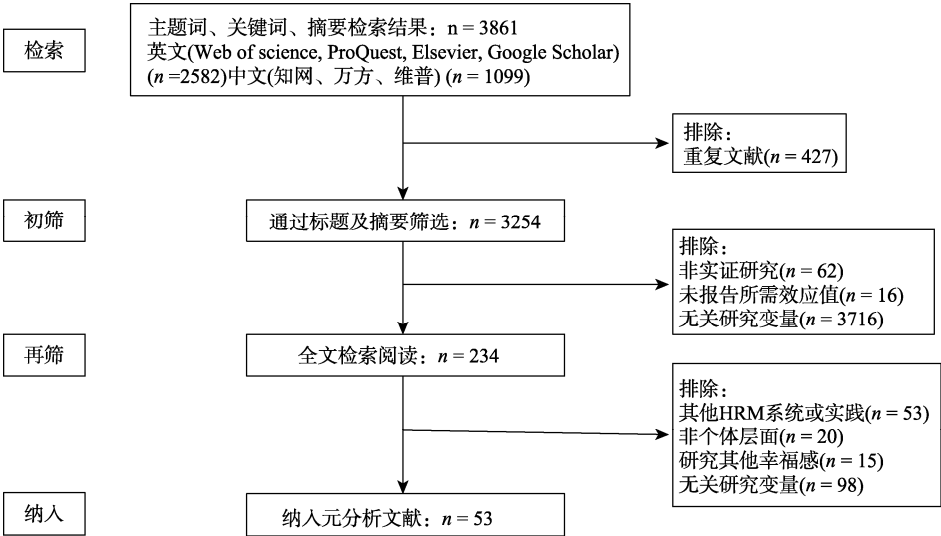 检索
主题词、关键词、摘要检索结果：n = 3861
英文(Web of science, ProQuest, Elsevier, Google Scholar)
(n =2582)中文(知网、万方、维普) (n = 1099)
排除：
重复文献(n = 427)
初筛
通过标题及摘要筛选：n = 3254
排除：
非实证研究(n = 62)
未报告所需效应值(n = 16)
无关研究变量(n = 3716)
再筛
全文检索阅读：n = 234
排除：
其他HRM系统或实践(n = 53)
非个体层面(n = 20)
研究其他幸福感(n = 15)
无关研究变量(n = 98)
纳入
纳入元分析文献：n = 53